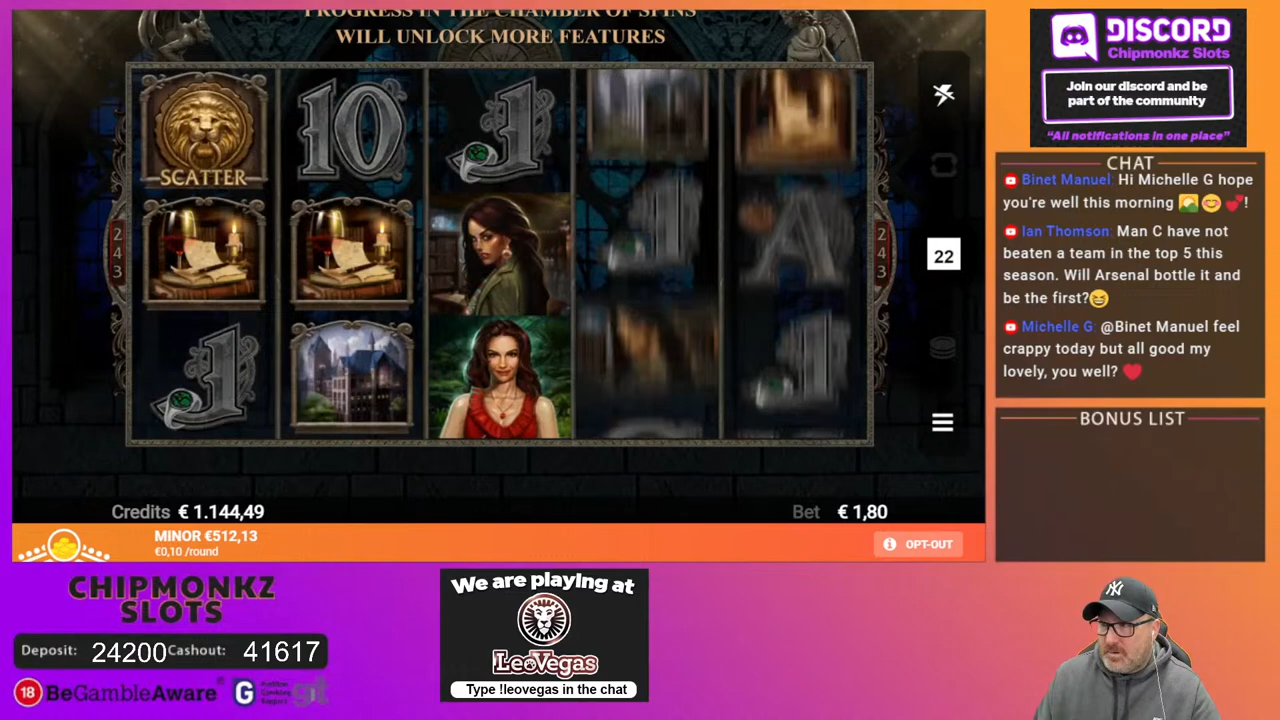 PROGRESS IN THE CHAMBER OF SPINS
WILL UNLOCK MORE FEATURES
SCATTER
10
J
J
J
A
J
243
243
22
Credits € 1.144,49
Bet € 1,80
MINOR €512,13
€0,10 /round
OPT-OUT
CHIPMONKZ
SLOTS
Deposit: 24200 Cashout: 41617
18 BeGambleAware
G
We are playing at
LeoVegas
Type !leovegas in the chat
DISCORD
Chipmonkz Slots
Join our discord and be
part of the community
"All notifications in one place"
CHAT
Binet Manuel: Hi Michelle G hope
you're well this morning 🌄 😊 💕!
Ian Thomson: Man C have not
beaten a team in the top 5 this
season. Will Arsenal bottle it and
be the first?😆
Michelle G: @Binet Manuel feel
crappy today but all good my
lovely, you well? ❤️
BONUS LIST
NY